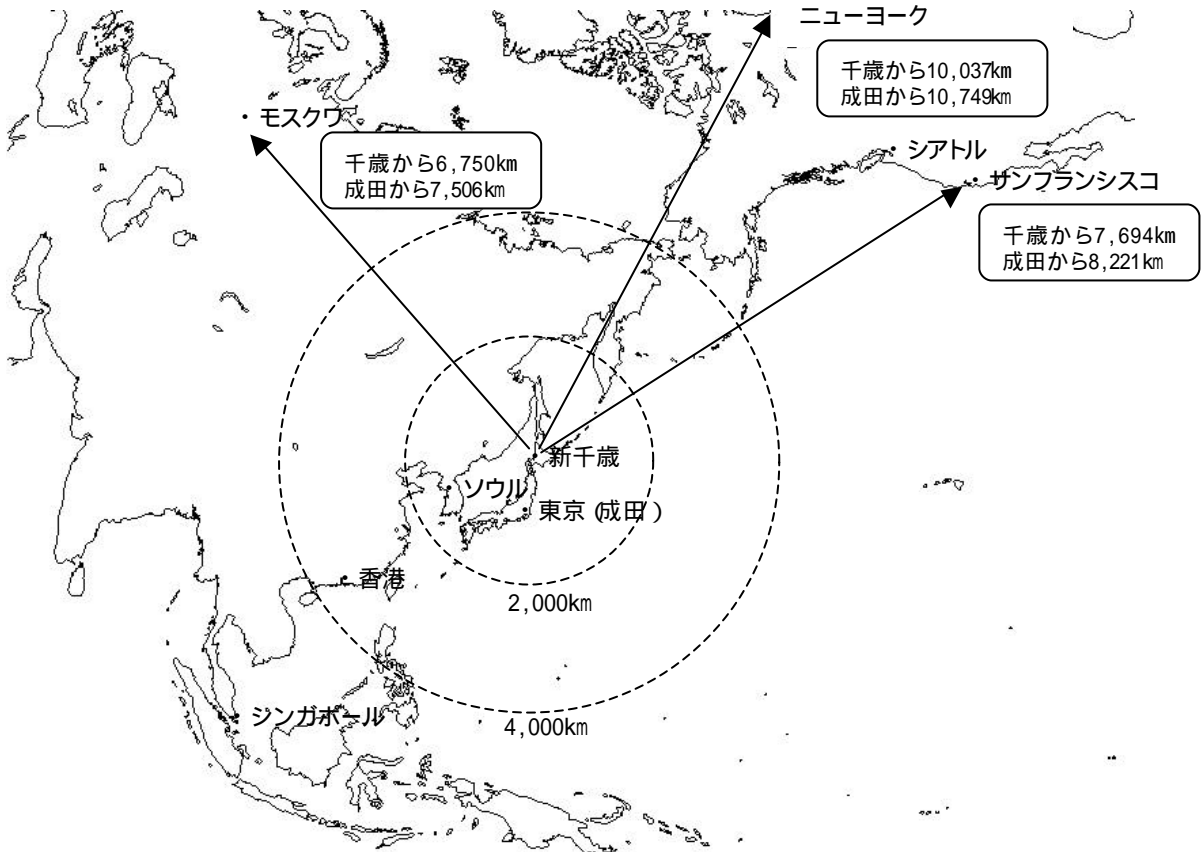 ニューヨーク
千歳から10,037km
成田から10,749km
・モスクワ
千歳から6,750km
成田から7,506km
シアトル
サンフランシスコ
千歳から7,694km
成田から8,221km
新千歳
ソウル
東京(成田)
香港
2,000km
ジンガポール
4,000km